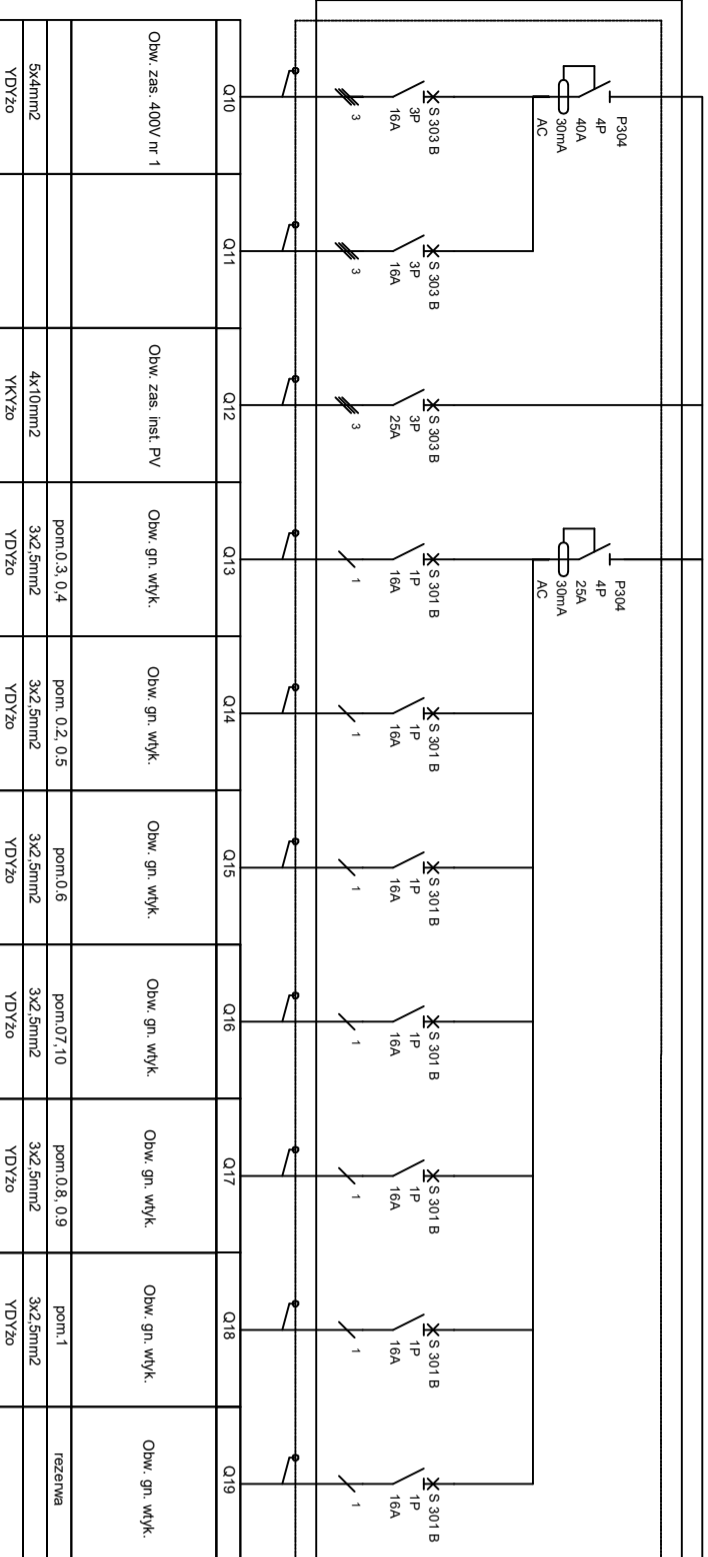 P304
4P
40A
30mA
AC
P304
4P
25A
30mA
AC
S 303 B
3P
16A
3
S 303 B
3P
16A
3
S 303 B
3P
25A
3
S 301 B
1P
16A
1
S 301 B
1P
16A
1
S 301 B
1P
16A
1
S 301 B
1P
16A
1
S 301 B
1P
16A
1
S 301 B
1P
16A
1
S 301 B
1P
16A
1
Q10
Q11
Q12
Q13
Q14
Q15
Q16
Q17
Q18
Q19
Obw. zas. 400V nr 1
Obw. zas. inst. PV
Obw. gn. wtyk.
Obw. gn. wtyk.
Obw. gn. wtyk.
Obw. gn. wtyk.
Obw. gn. wtyk.
Obw. gn. wtyk.
Obw. gn. wtyk.
pom.0.3, 0,4
pom. 0.2, 0.5
pom.0.6
pom.07,10
pom.0.8, 0.9
pom.1
rezerwa
5x4mm2
4x10mm2
3x2,5mm2
3x2,5mm2
3x2,5mm2
3x2,5mm2
3x2,5mm2
3x2,5mm2
YDYżo
YKYżo
YDYżo
YDYżo
YDYżo
YDYżo
YDYżo
YDYżo